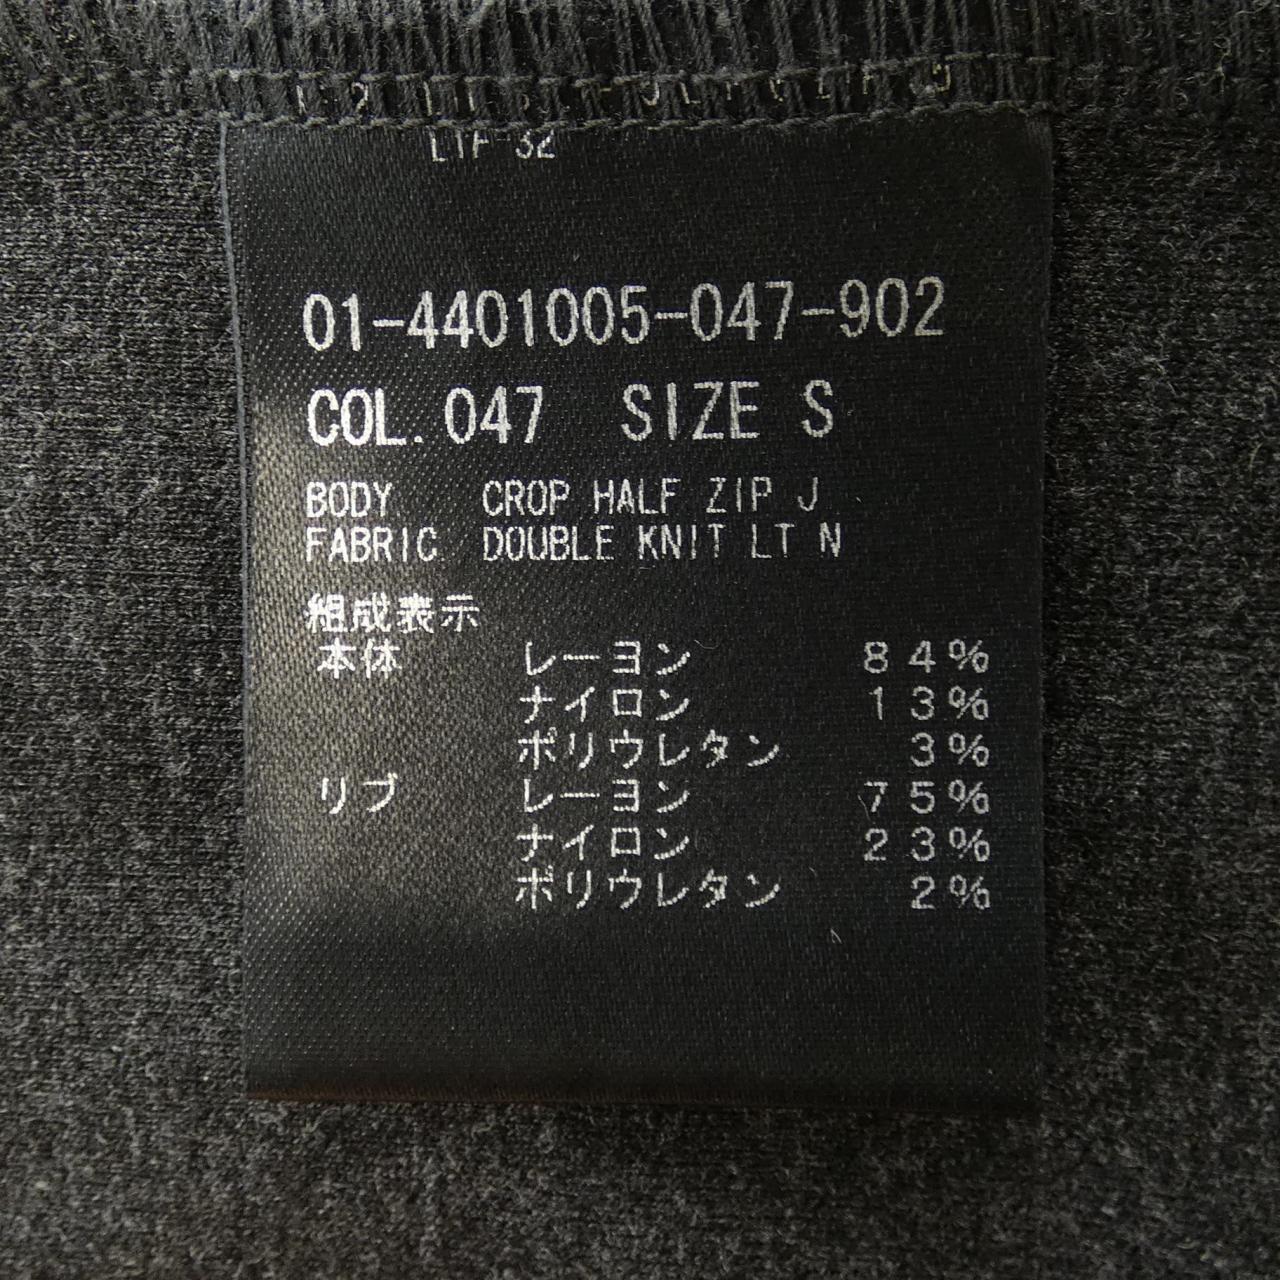 LTF-32
01-4401005-047-902
COL. 047 SIZE S
BODY CROP HALF ZIP J
FABRIC DOUBLE KNIT LT N
組成表示
本体 レーヨン 84%
ナイロン 13%
ポリウレタン 3%
リブ レーヨン 75%
ナイロン 23%
ポリウレタン 2%